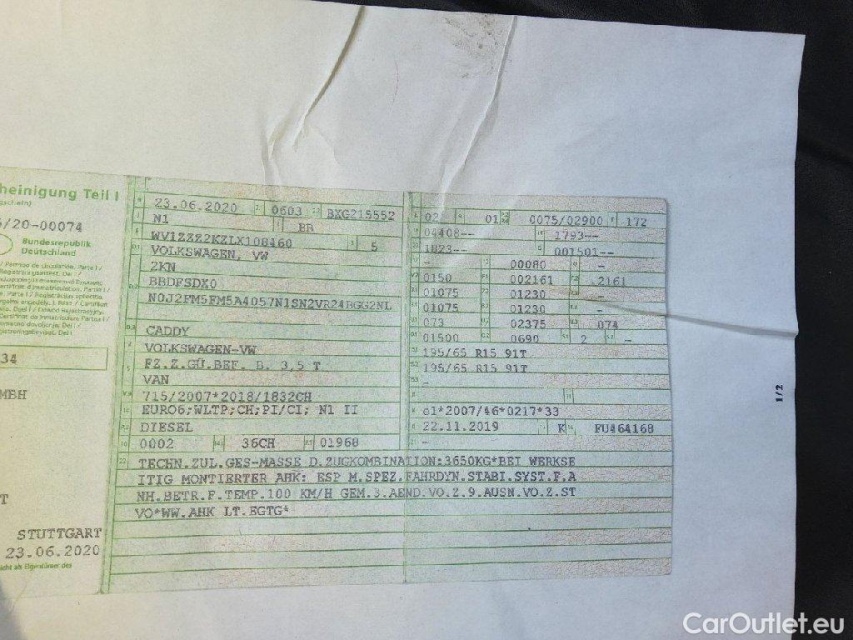 heinigung Teil I
/20-00074
Bundesrepublik
Deutschland
34
MBH
T
STUTTGART
23.06.2020
23.06.2020 0603 BXG215552
N1 BB
5
VOLKSWAGEN, VW
2KN
BBDFSDX0
N0J2FM5FM5A4057N1SN2VR24BGG2NL
CADDY
VOLKSWAGEN-VW
FZ.Z.GÜ.BEF. B. 3,5 T
VAN
715/2007*2018/1832CH
EURO6;WLTP;CH;PI/CI; N1 II
DIESEL
0002 36CH 01968
02 01 0075/02900 172
04408-- 1793--
1823-- 001501--
- 00080 -
0150 002161 2161
01075 01230 -
01075 01230 -
073 02375 074
01500 0690 2 -
195/65 R15 91T
195/65 R15 91T
-
e1*2007/46*0217*33
22.11.2019 K FU464168
-
TECHN.ZUL.GES-MASSE D.ZUGKOMBINATION:3650KG*BEI WERKSE
ITIG MONTIERTER AHK: ESP M.SPEZ.FAHRDYN.STABI.SYST.F.A
NH.BETR.F.TEMP.100 KM/H GEM.3.AEND.VO.Z.9.AUSN.VO.Z.ST
VO*WW.AHK LT.EGTG*
1/2
CarOutlet.eu